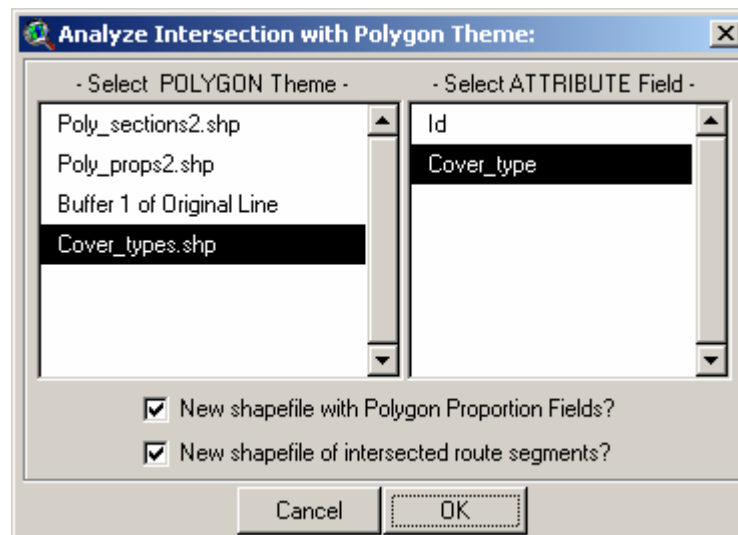 Analyze Intersection with Polygon Theme:
- Select POLYGON Theme -
Poly_sections2.shp
Poly_props2.shp
Buffer 1 of Original Line
Cover_types.shp
- Select ATTRIBUTE Field -
Id
Cover_type
New shapefile with Polygon Proportion Fields?
New shapefile of intersected route segments?
Cancel
OK